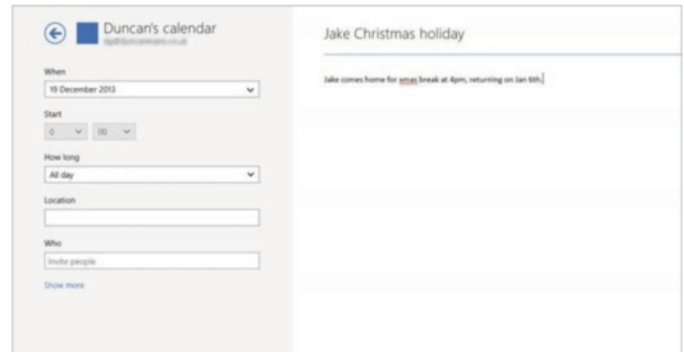 Duncan's calendar
When
19 December 2013
Start
0 00
How long
All day
Location
Who
Invite people
Show more
Jake Christmas holiday
Jake comes home for xmas break at 4pm, returning on Jan 6th.